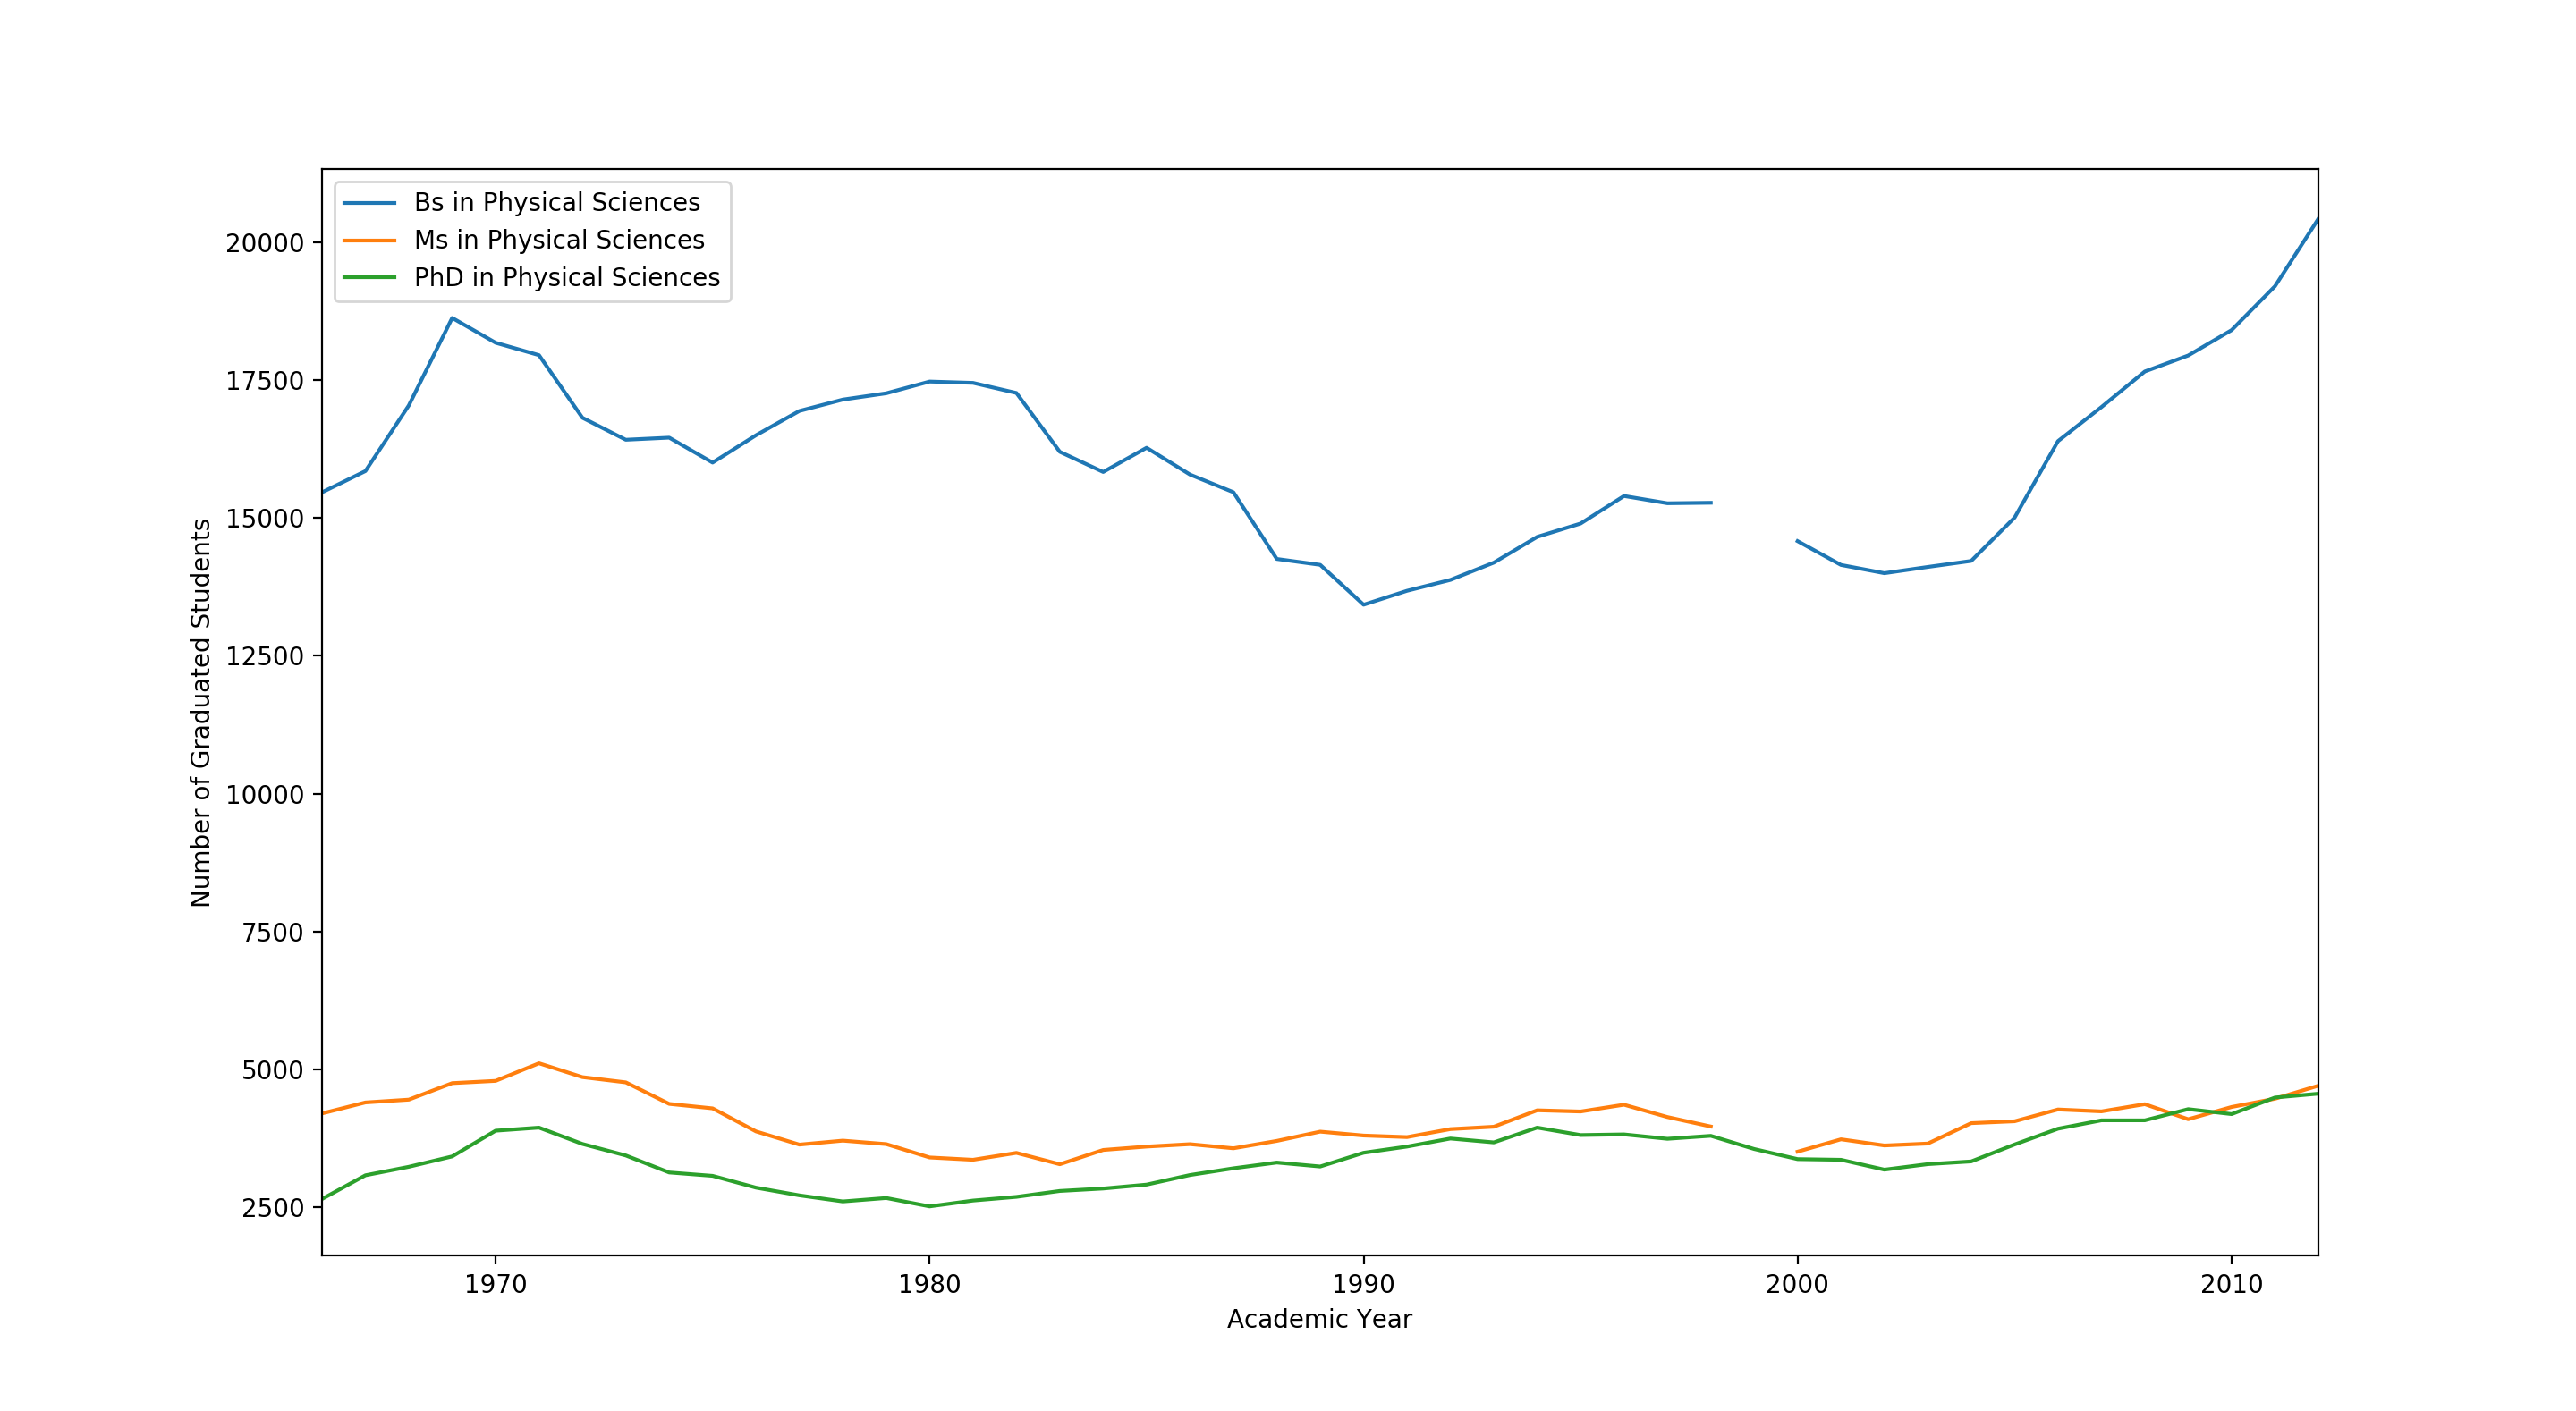 Bs in Physical Sciences
Ms in Physical Sciences
PhD in Physical Sciences
20000
17500
15000
12500
10000
7500
5000
2500
Number of Graduated Students
1970 1980 1990 2000 2010
Academic Year